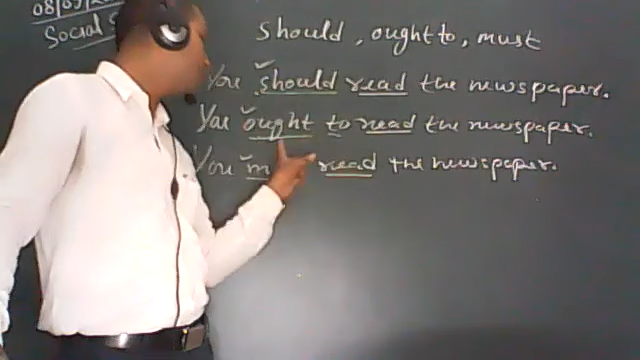 08/09/
Social
should, ought to, must
You should read the newspaper.
You ought to read the newspaper.
You read the newspaper.